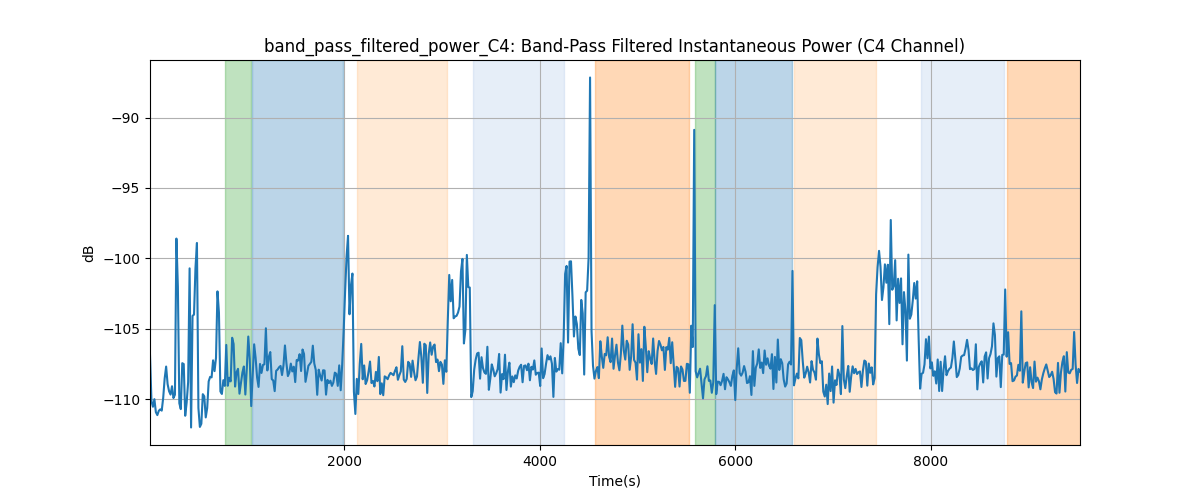 band_pass_filtered_power_C4: Band-Pass Filtered Instantaneous Power (C4 Channel)
−90
−95
−100
−105
−110
dB
2000 4000 6000 8000
Time(s)